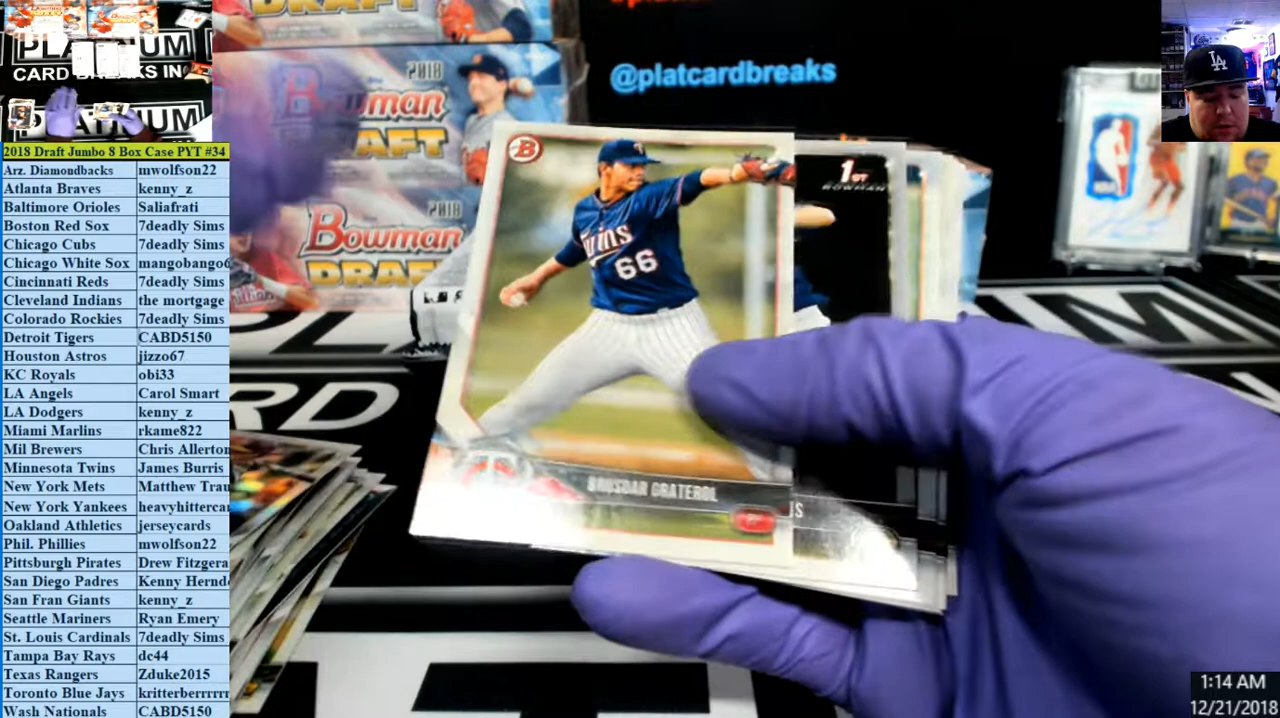 PLATINUM
CARD BREAKS INC
PLATINUM
DRAFT
2018
Bowman
DRAFT
2018
Bowman
DRAFT
@platcardbreaks
LA
B
1ST
BOWMAN
Twins
66
BRUSDAR GRATEROL
P
US
2018 Draft Jumbo 8 Box Case PYT #34
Arz. Diamondbacks mwolfson22
Atlanta Braves kenny_z
Baltimore Orioles Saliafrati
Boston Red Sox 7deadly Sims
Chicago Cubs 7deadly Sims
Chicago White Sox mangobango6
Cincinnati Reds 7deadly Sims
Cleveland Indians the mortgage
Colorado Rockies 7deadly Sims
Detroit Tigers CABD5150
Houston Astros jizzo67
KC Royals obi33
LA Angels Carol Smart
LA Dodgers kenny_z
Miami Marlins rkame822
Mil Brewers Chris Allerton
Minnesota Twins James Burris
New York Mets Matthew Trau
New York Yankees heavyhittercar
Oakland Athletics jerseycards
Phil. Phillies mwolfson22
Pittsburgh Pirates Drew Fitzgera
San Diego Padres Kenny Hernd
San Fran Giants kenny_z
Seattle Mariners Ryan Emery
St. Louis Cardinals 7deadly Sims
Tampa Bay Rays dc44
Texas Rangers Zduke2015
Toronto Blue Jays kritterberrrrrr
Wash Nationals CABD5150
RD
1:14 AM
12/21/2018